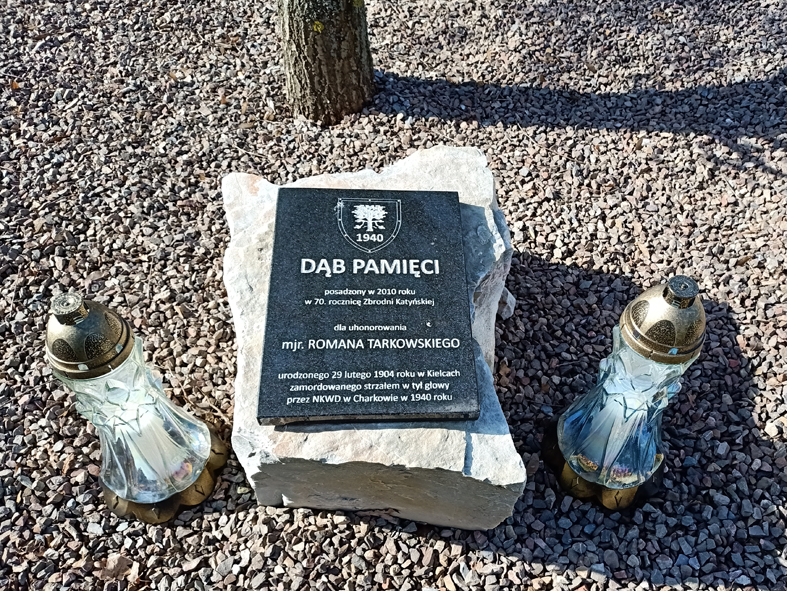 1940
DĄB PAMIĘCI
posadzony w 2010 roku
w 70. rocznicę Zbrodni Katyńskiej
dla uhonorowania
mjr. ROMANA TARKOWSKIEGO
urodzonego 29 lutego 1904 roku w Kielcach
zamordowanego strzałem w tył głowy
przez NKWD w Charkowie w 1940 roku